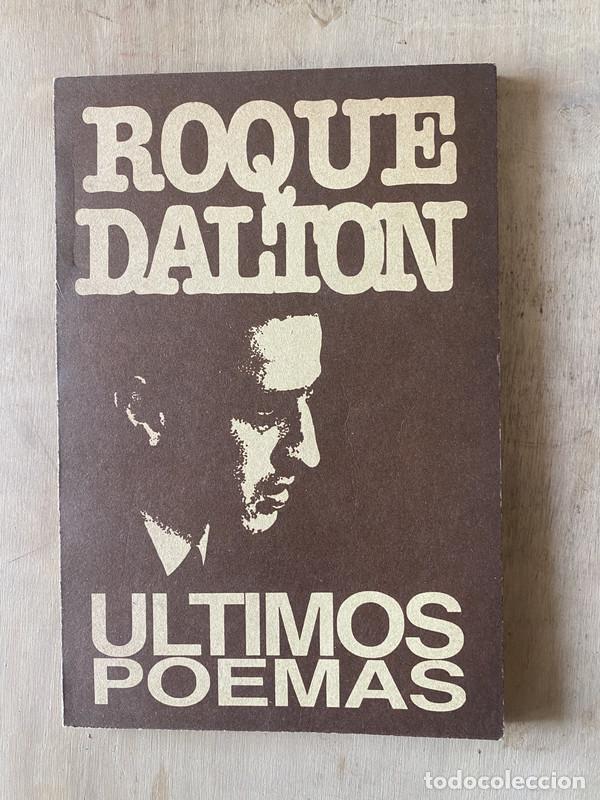 ROQUE
DALTON
ULTIMOS
POEMAS
todocoleccion